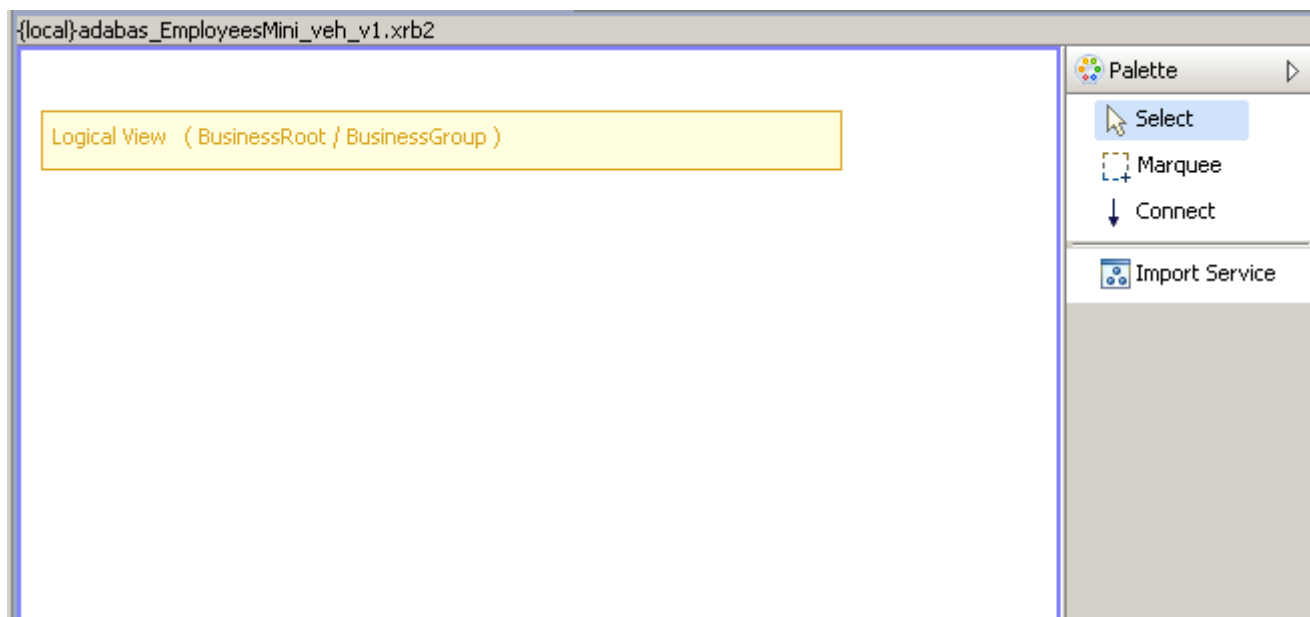 {local}adabas_EmployeesMini_veh_v1.xrb2
Logical View ( BusinessRoot / BusinessGroup )
Palette
Select
Marquee
Connect
Import Service